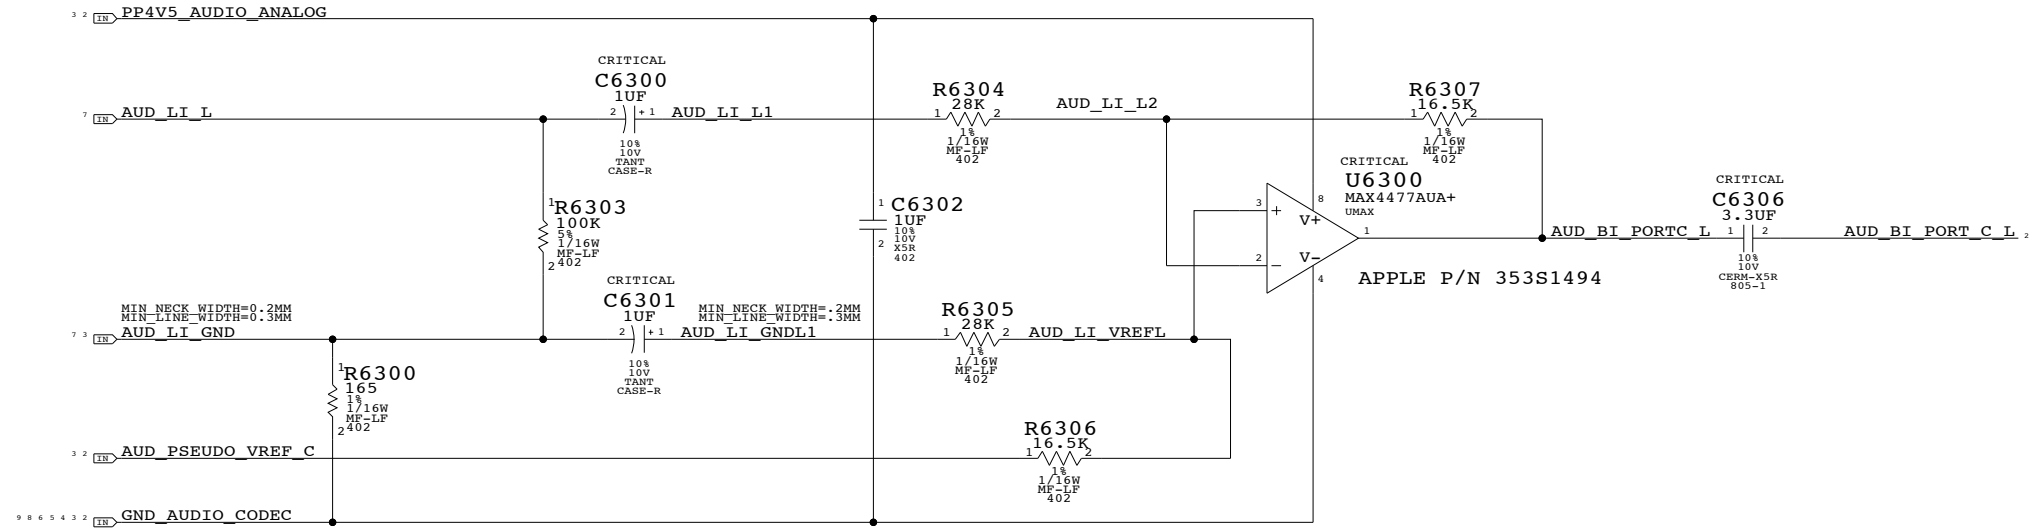 3 2 IN PP4V5_AUDIO_ANALOG
CRITICAL
C6300
1UF
2 + 1
10%
10V
TANT
CASE-R
7 IN AUD_LI_L
AUD_LI_L1
R6304
28K
1 2
1%
1/16W
MF-LF
402
AUD_LI_L2
R6307
16.5K
1 2
1%
1/16W
MF-LF
402
1
R6303
100K
5%
1/16W
MF-LF
402
2
1
C6302
1UF
10%
10V
X5R
402
2
CRITICAL
U6300
MAX4477AUA+
UMAX
3 +
2 -
8
V+
V-
4
1
APPLE P/N 353S1494
AUD_BI_PORTC_L
CRITICAL
C6306
3.3UF
1 2
10%
10V
CERM-X5R
805-1
AUD_BI_PORT_C_L 2
MIN_NECK_WIDTH=0.2MM
MIN_LINE_WIDTH=0.3MM
7 3 IN AUD_LI_GND
CRITICAL
C6301
1UF
2 + 1
10%
10V
TANT
CASE-R
MIN_NECK_WIDTH=.2MM
MIN_LINE_WIDTH=.3MM
AUD_LI_GNDL1
R6305
28K
1 2
1%
1/16W
MF-LF
402
AUD_LI_VREFL
1
R6300
165
1%
1/16W
MF-LF
402
2
R6306
16.5K
1 2
1%
1/16W
MF-LF
402
3 2 IN AUD_PSEUDO_VREF_C
9 8 6 5 4 3 2 IN GND_AUDIO_CODEC